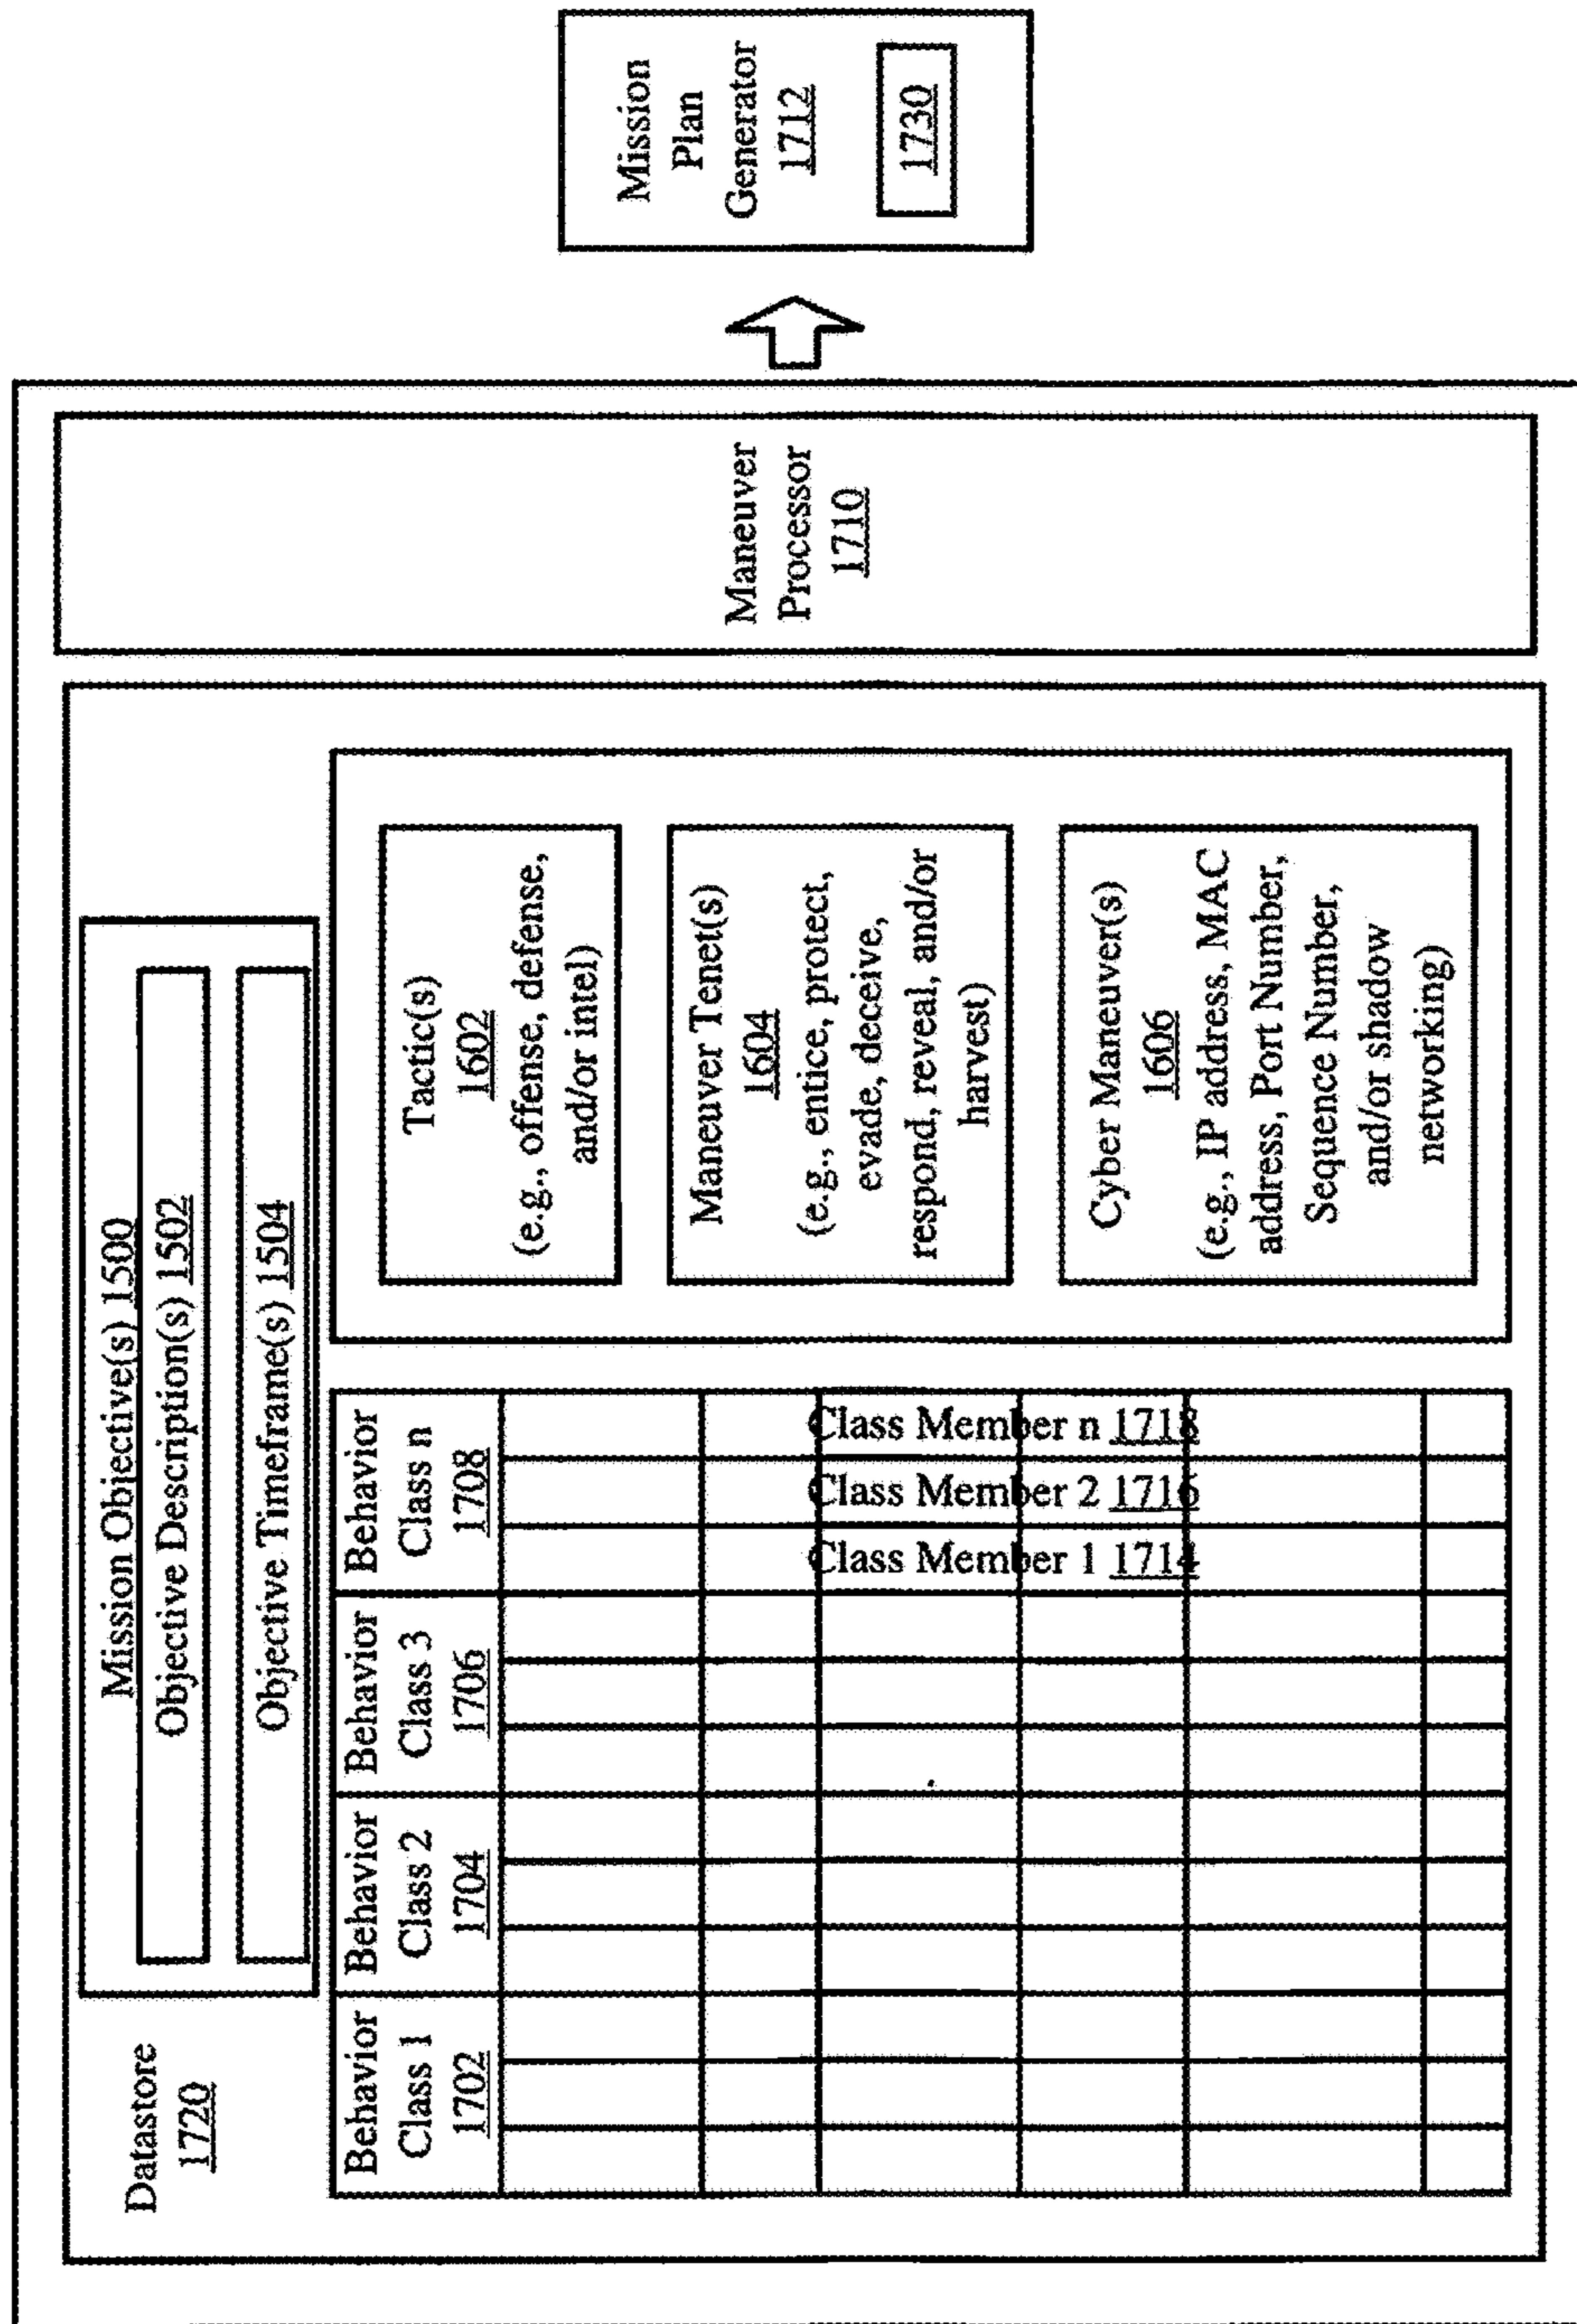 Datastore
1720
Mission Objective(s) 1500
Objective Description(s) 1502
Objective Timeframe(s) 1504
Behavior
Class 1
1702
Behavior
Class 2
1704
Behavior
Class 3
1706
Behavior
Class n
1708
Class Member 1 1714
Class Member 2 1716
Class Member n 1718
Tactic(s)
1602
(e.g., offense, defense,
and/or intel)
Maneuver Tenet(s)
1604
(e.g., entice, protect,
evade, deceive,
respond, reveal, and/or
harvest)
Cyber Maneuver(s)
1606
(e.g., IP address, MAC
address, Port Number,
Sequence Number,
and/or shadow
networking)
Maneuver
Processor
1710
Mission
Plan
Generator
1712
1730